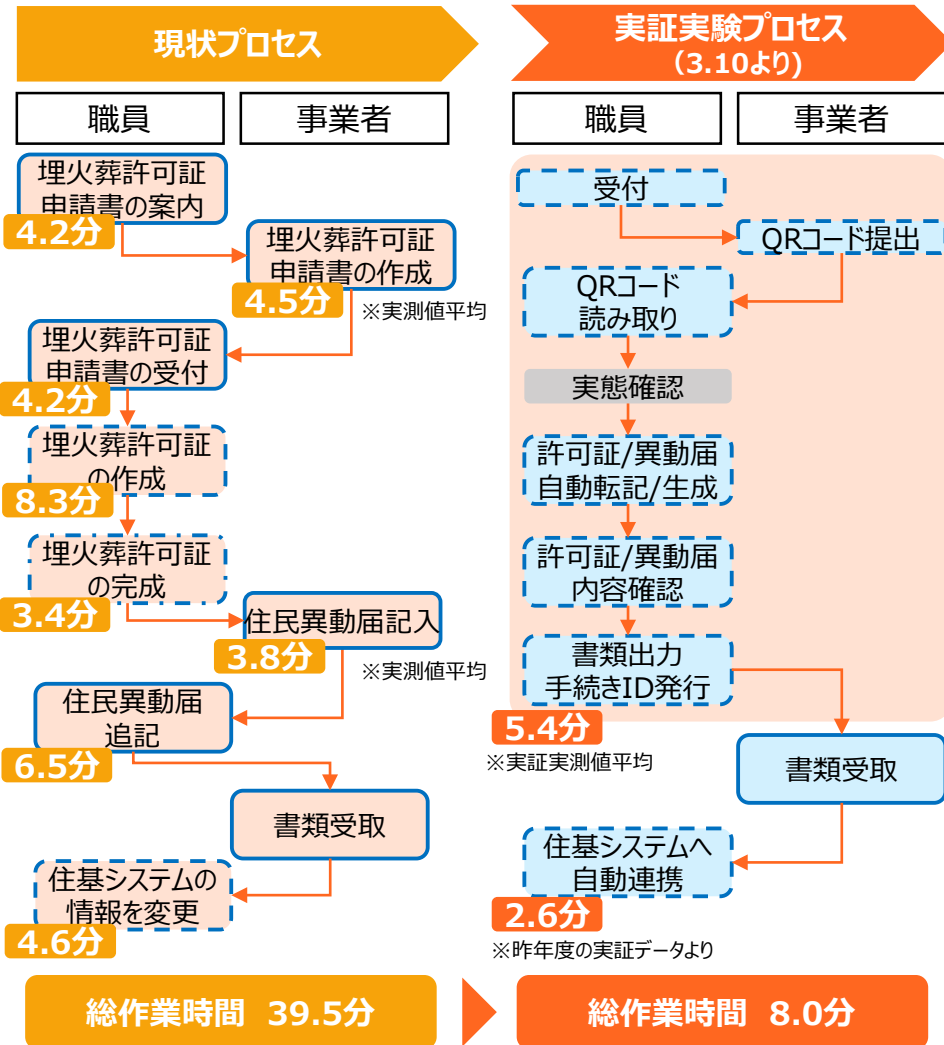 現状プロセス
職員
事業者
埋火葬許可証
申請書の案内
4.2分
埋火葬許可証
申請書の作成
4.5分
※実測値平均
埋火葬許可証
申請書の受付
4.2分
埋火葬許可証
の作成
8.3分
埋火葬許可証
の完成
3.4分
住民異動届記入
3.8分
※実測値平均
住民異動届
追記
6.5分
書類受取
住基システムの
情報を変更
4.6分
総作業時間 39.5分
実証実験プロセス
(3.10より)
職員
事業者
受付
QRコード提出
QRコード
読み取り
実態確認
許可証/異動届
自動転記/生成
許可証/異動届
内容確認
書類出力
手続きID発行
5.4分
※実証実測値平均
書類受取
住基システムへ
自動連携
2.6分
※昨年度の実証データより
総作業時間 8.0分